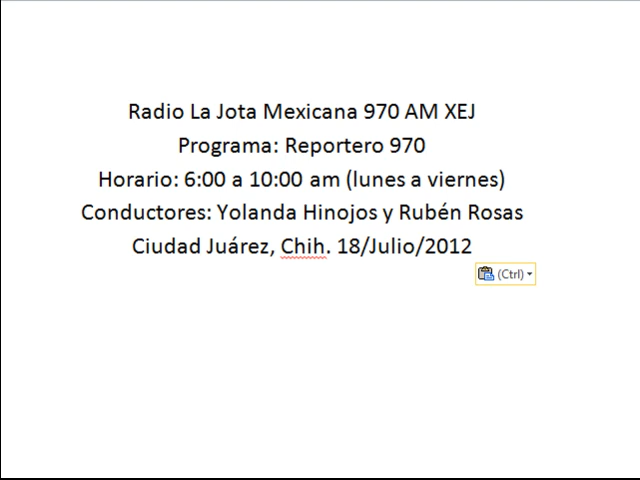 Radio La Jota Mexicana 970 AM XEJ
Programa: Reportero 970
Horario: 6:00 a 10:00 am (lunes a viernes)
Conductores: Yolanda Hinojos y Rubén Rosas
Ciudad Juárez, Chih. 18/Julio/2012
(Ctrl)